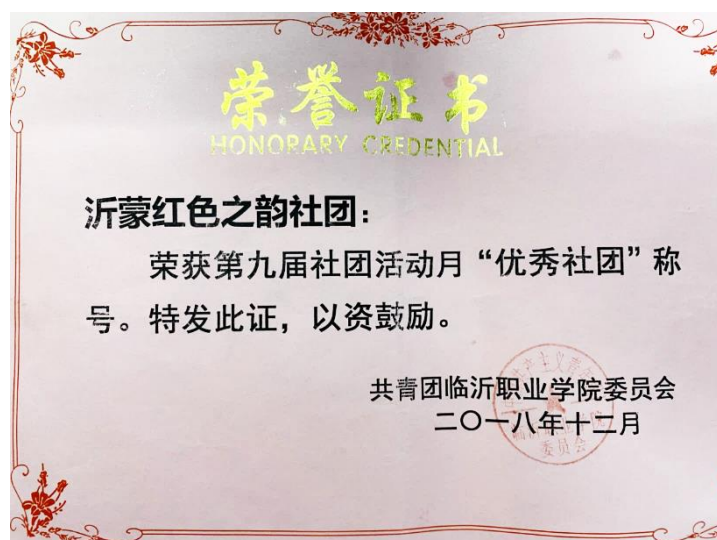 荣誉证书
HONORARY CREDENTIAL
沂蒙红色之韵社团：
荣获第九届社团活动月“优秀社团”称
号。特发此证，以资鼓励。
共青团临沂职业学院委员会
二〇一八年十二月
委员会